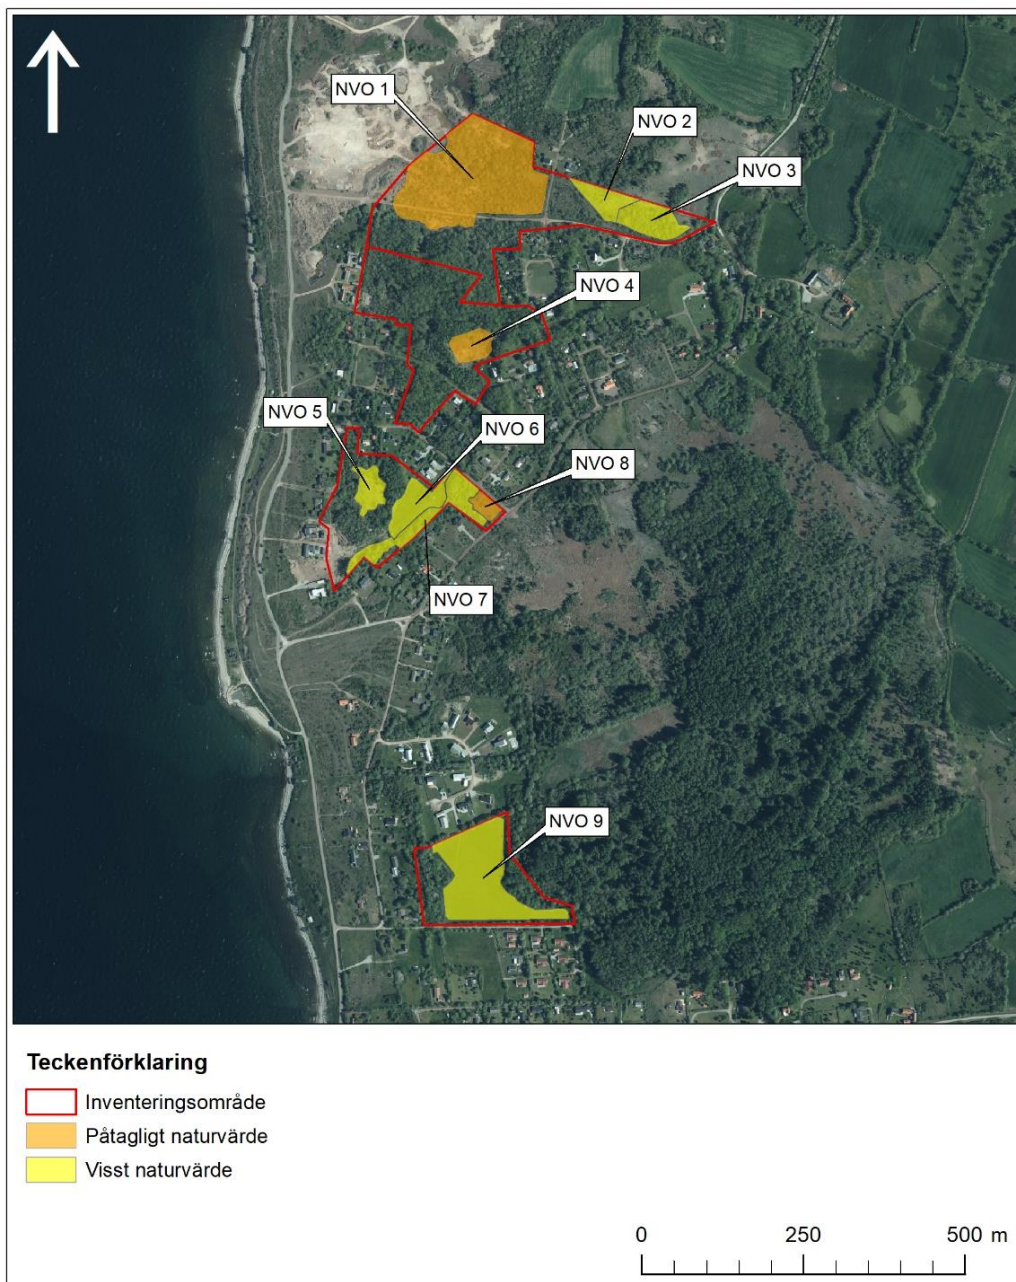 NVO 1
NVO 2
NVO 3
NVO 4
NVO 5
NVO 6
NVO 8
NVO 7
NVO 9
Teckenförklaring
Inventeringsområde
Påtagligt naturvärde
Visst naturvärde
0 250 500 m